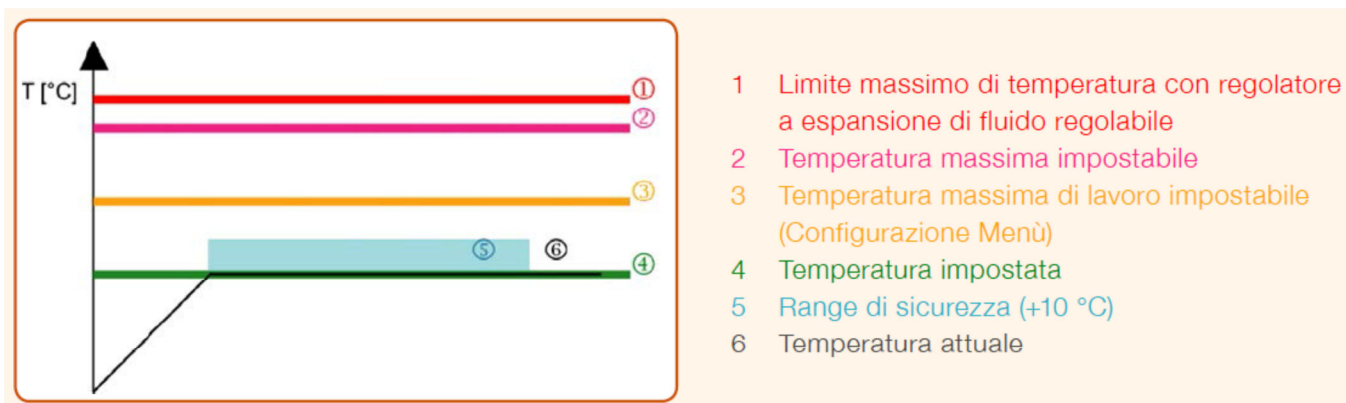 T [°C]
①
②
③
⑤
⑥
④
1 Limite massimo di temperatura con regolatore
a espansione di fluido regolabile
2 Temperatura massima impostabile
3 Temperatura massima di lavoro impostabile
(Configurazione Menù)
4 Temperatura impostata
5 Range di sicurezza (+10 °C)
6 Temperatura attuale